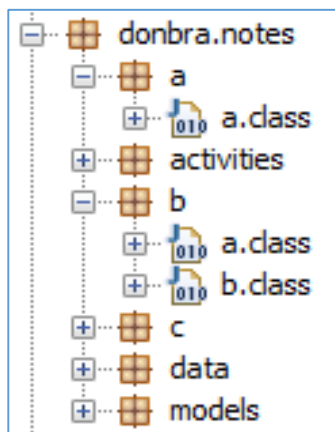 donbra.notes
a
a.class
activities
b
a.class
b.class
c
data
models